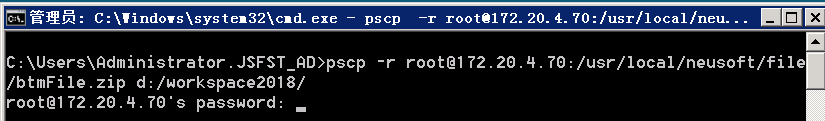 管理员: C:\Windows\system32\cmd.exe - pscp  -r root@172.20.4.70:/usr/local/neu...
C:\Users\Administrator.JSFST_AD>pscp -r root@172.20.4.70:/usr/local/neusoft/file
/btmFile.zip d:/workspace2018/
root@172.20.4.70's password: